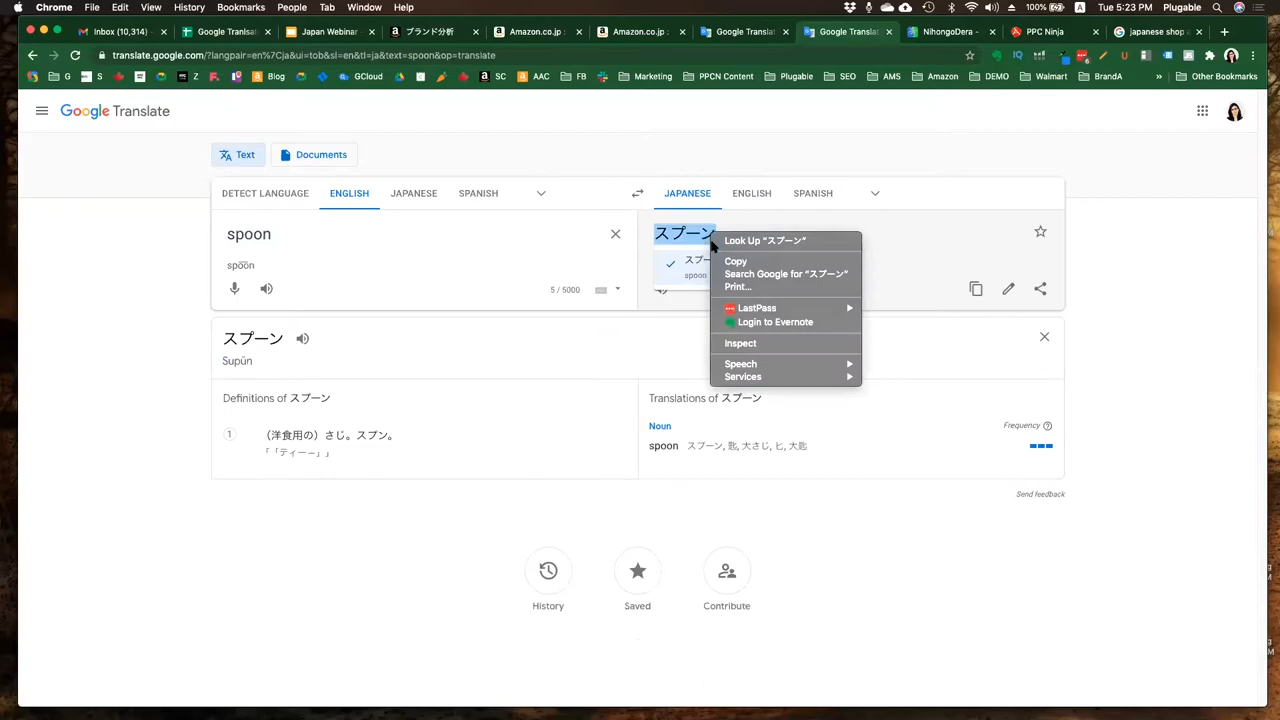 Chrome File Edit View History Bookmarks People Tab Window Help
100% Tue 5:53 PM Plugable
Inbox (10,314) - Google Translat Japan Webinar ブランド分析 Amazon.co.jp : Amazon.co.jp : Google Translat Google Translat NihongoDera - PPC Ninja japanese shop a
translate.google.com/?langpair=en%7Cja&ui=tob&sl=en&tl=ja&text=spoon&op=translate
G S Z Blog GCloud SC AAC FB Marketing PPCN Content Plugable SEO AMS Amazon DEMO Walmart BrandA » Other Bookmarks
Google Translate
Text Documents
DETECT LANGUAGE ENGLISH JAPANESE SPANISH
JAPANESE ENGLISH SPANISH
spoon
スプーン
spo͞on
5 / 5000
スプー
spoon
Look Up “スプーン”
Copy
Search Google for “スプーン”
Print...
LastPass
Login to Evernote
Inspect
Speech
Services
スプーン
Supūn
Definitions of スプーン
1 （洋食用の）さじ。スプン。
「「ティーー」」
Translations of スプーン
Noun Frequency
spoon スプーン, 匙, 大さじ, 匕, 大匙
Send feedback
History Saved Contribute